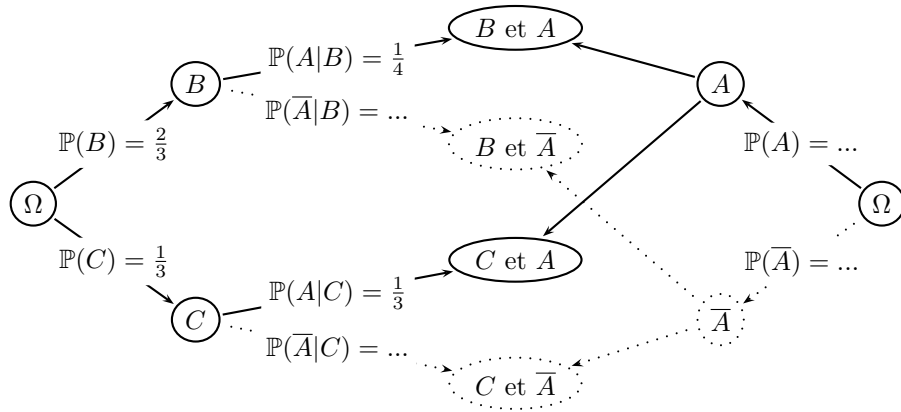 B et A
ℙ(A|B) = 1/4
B
A
ℙ(A̅|B) = ...
ℙ(B) = 2/3
B et A̅
ℙ(A) = ...
Ω
Ω
ℙ(C) = 1/3
C et A
ℙ(A̅) = ...
ℙ(A|C) = 1/3
C
A̅
ℙ(A̅|C) = ...
C et A̅